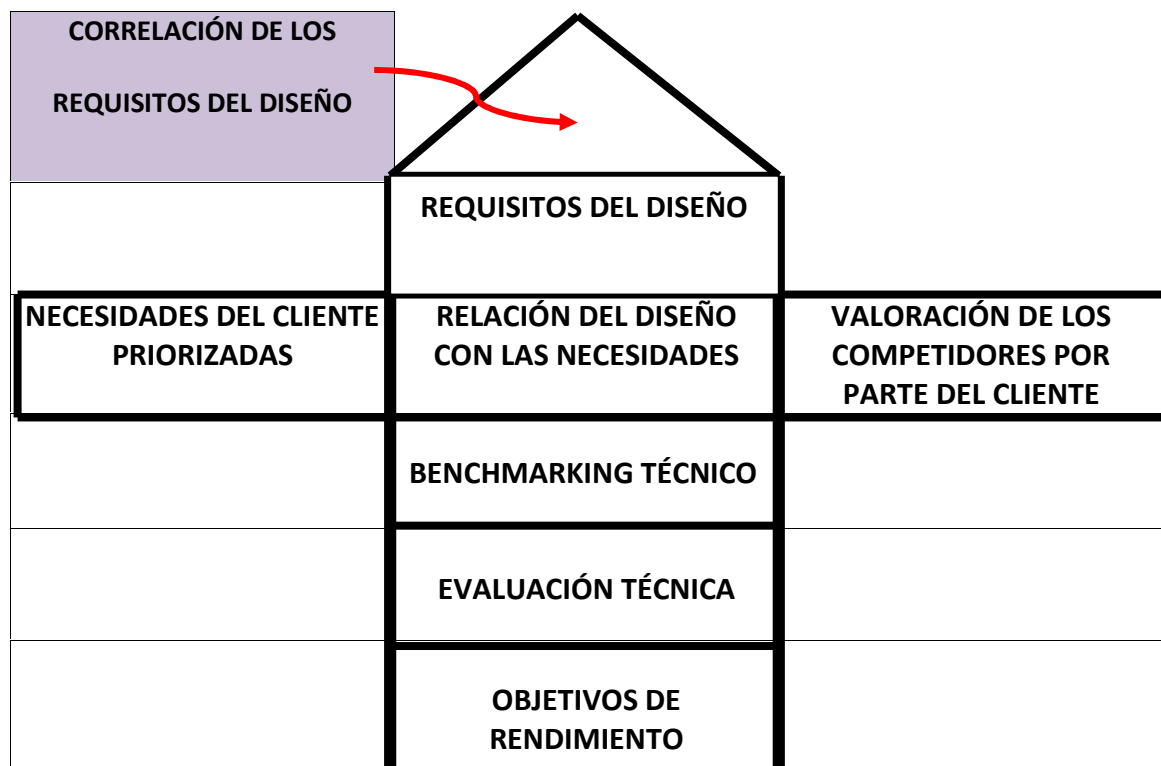 CORRELACIÓN DE LOS
REQUISITOS DEL DISEÑO
REQUISITOS DEL DISEÑO
NECESIDADES DEL CLIENTE
PRIORIZADAS
RELACIÓN DEL DISEÑO
CON LAS NECESIDADES
VALORACIÓN DE LOS
COMPETIDORES POR
PARTE DEL CLIENTE
BENCHMARKING TÉCNICO
EVALUACIÓN TÉCNICA
OBJETIVOS DE
RENDIMIENTO